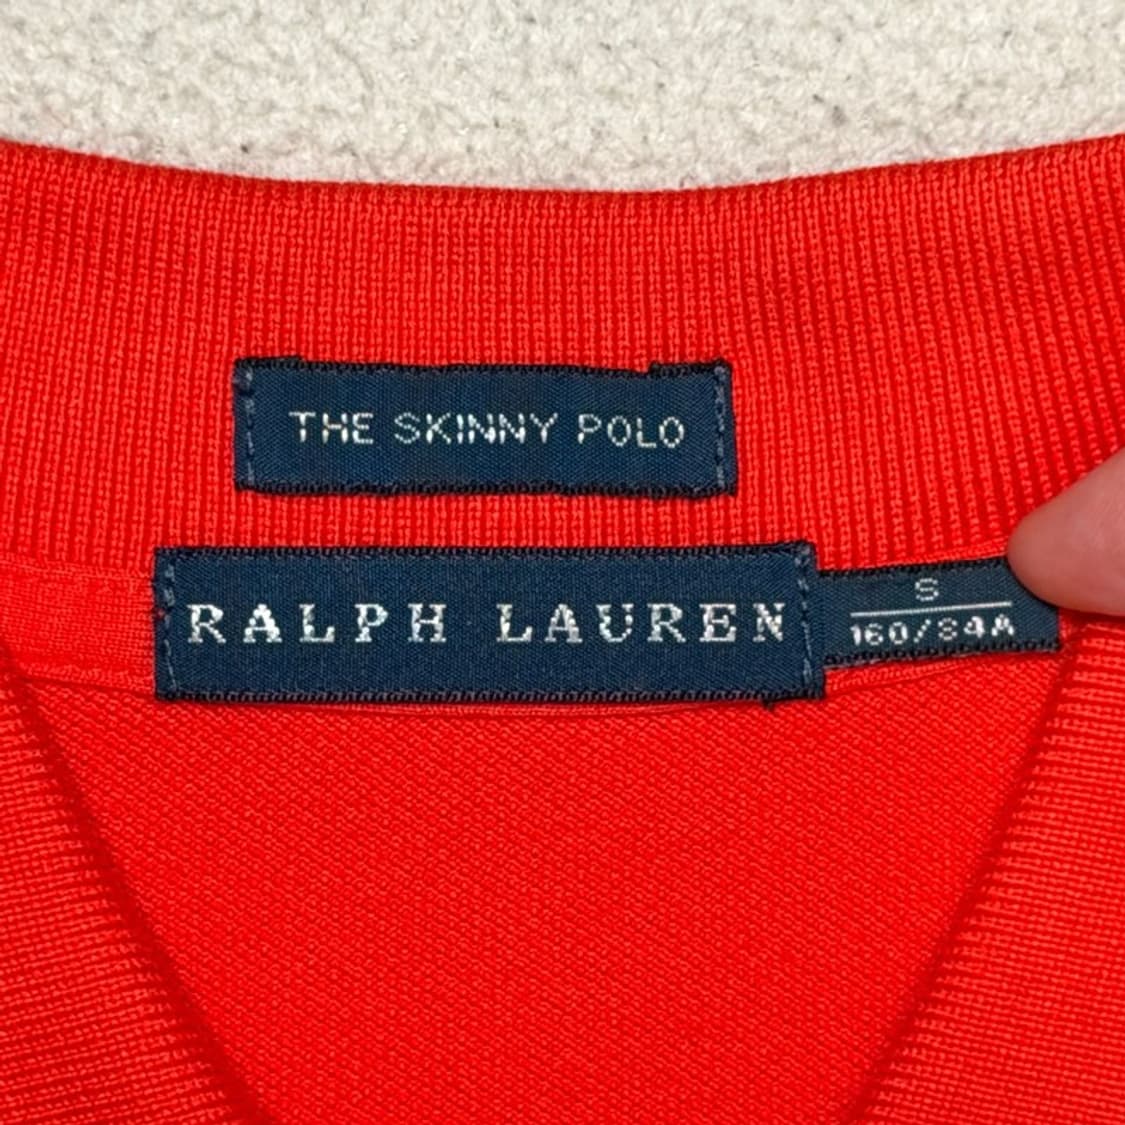 THE SKINNY POLO
RALPH LAUREN
S
160/84A